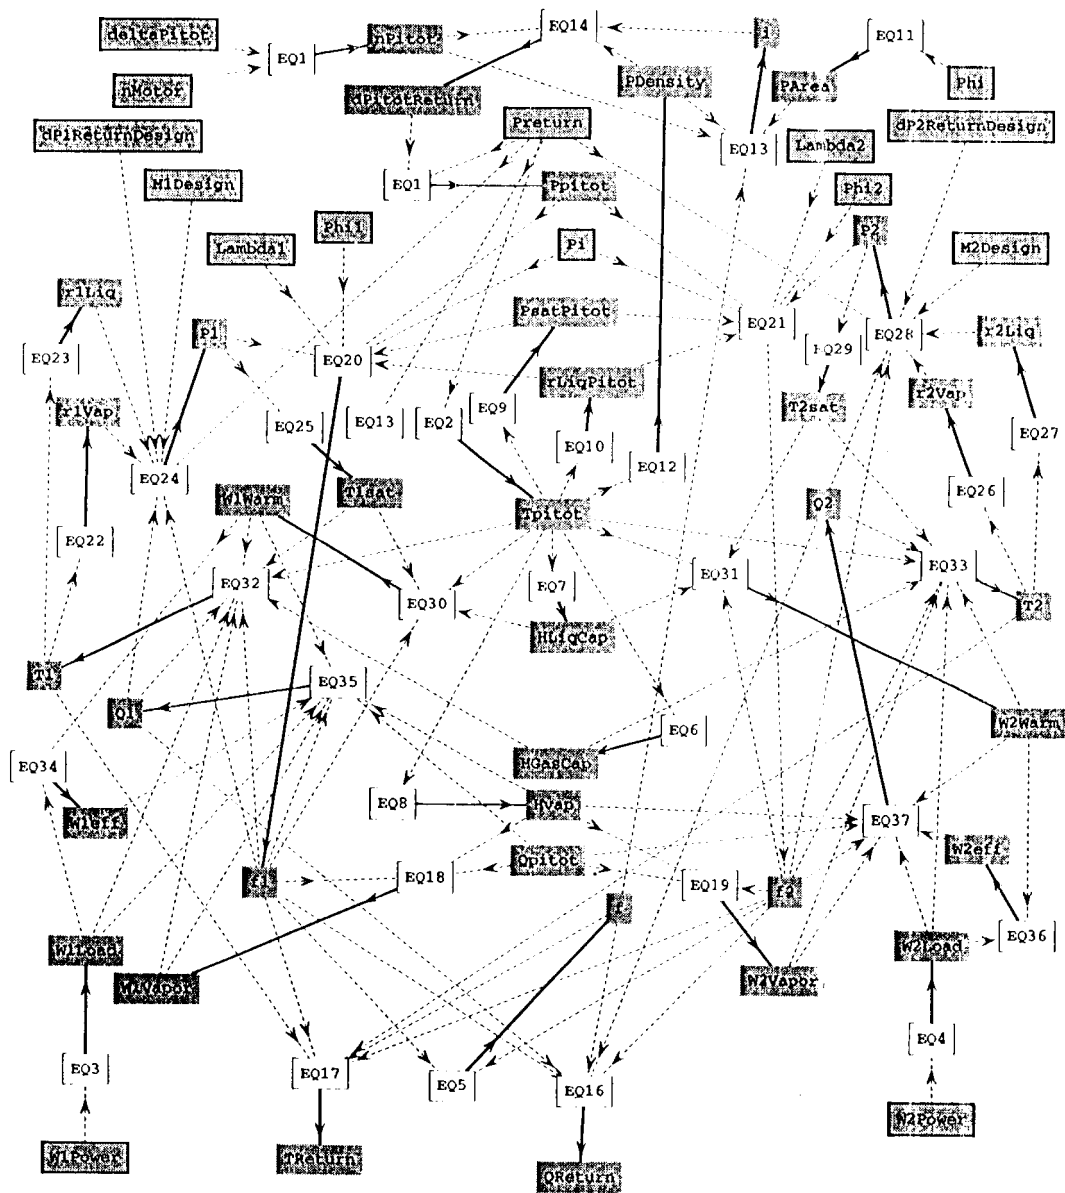 deltaPitot
[EQ1]
nPitot
[EQ14]
i
[EQ11]
nMotor
dPitotReturn
PDensity
PArea
Phi
dP1ReturnDesign
Preturn
[EQ13]
Lambda2
dP2ReturnDesign
M1Design
[EQ1]
Ppitot
Phi2
Lambda1
Phi1
Pi
P2
M2Design
r1Liq
P1
PsatPitot
[EQ21]
[EQ28]
r2Liq
[EQ23]
[EQ20]
[EQ29]
rLiqPitot
r2Vap
r1Vap
[EQ25]
[EQ13]
[EQ2]
[EQ9]
T2sat
[EQ10]
[EQ27]
[EQ24]
[EQ12]
[EQ26]
W1Warm
T1sat
Tpitot
Q2
[EQ22]
[EQ32]
[EQ7]
[EQ31]
[EQ33]
[EQ30]
T2
HLiqCap
T1
[EQ35]
Q1
[EQ6]
W2Warm
[EQ34]
HGasCap
W1eff
[EQ8]
HVap
[EQ37]
W2eff
f1
[EQ18]
Qpitot
[EQ19]
f2
f
W1Load
W2Load
[EQ36]
W1Vapor
W2Vapor
[EQ3]
[EQ17]
[EQ5]
[EQ16]
[EQ4]
W1Power
TReturn
QReturn
W2Power